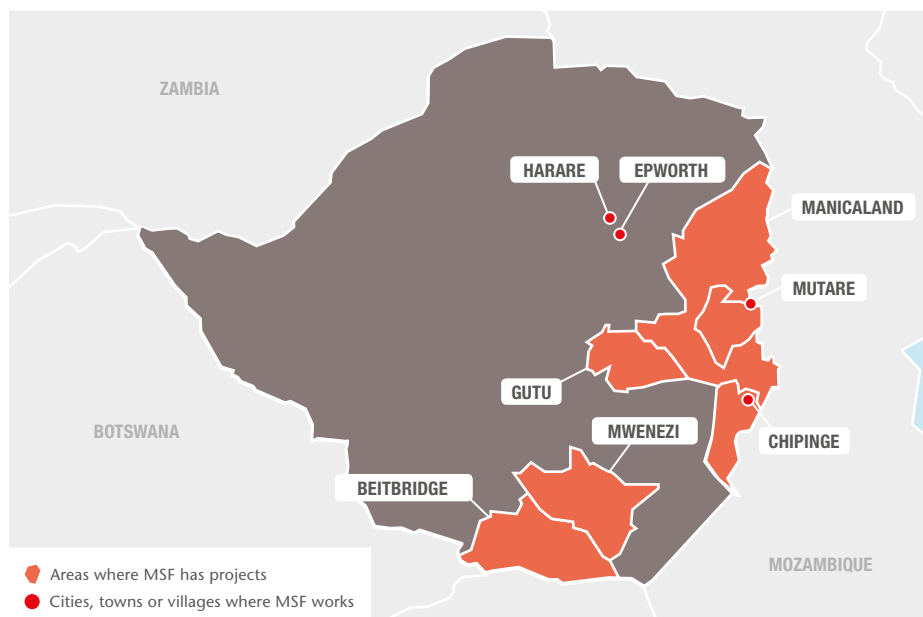 ZAMBIA
HARARE
EPWORTH
MANICALAND
MUTARE
GUTU
BOTSWANA
MWENEZI
CHIPINGE
BEITBRIDGE
MOZAMBIQUE
Areas where MSF has projects
Cities, towns or villages where MSF works